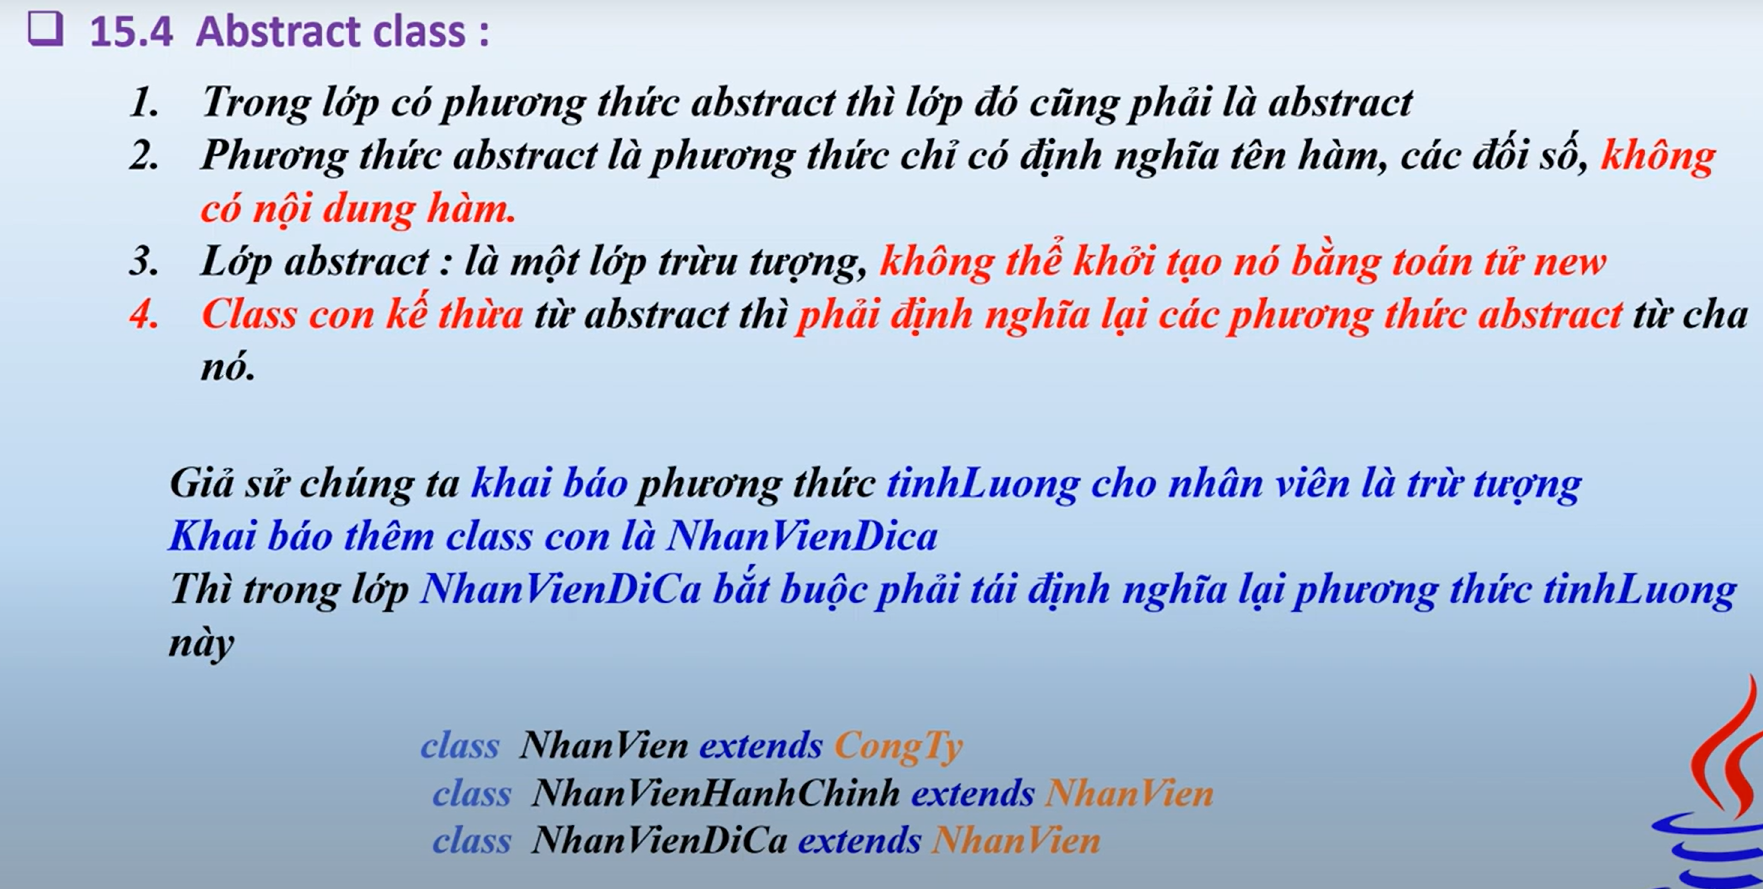 15.4 Abstract class :
1. Trong lớp có phương thức abstract thì lớp đó cũng phải là abstract
2. Phương thức abstract là phương thức chỉ có định nghĩa tên hàm, các đối số, không
có nội dung hàm.
3. Lớp abstract : là một lớp trừu tượng, không thể khởi tạo nó bằng toán tử new
4. Class con kế thừa từ abstract thì phải định nghĩa lại các phương thức abstract từ cha
nó.
Giả sử chúng ta khai báo phương thức tinhLuong cho nhân viên là trừ tượng
Khai báo thêm class con là NhanVienDica
Thì trong lớp NhanVienDiCa bắt buộc phải tái định nghĩa lại phương thức tinhLuong
này
class NhanVien extends CongTy
class NhanVienHanhChinh extends NhanVien
class NhanVienDiCa extends NhanVien